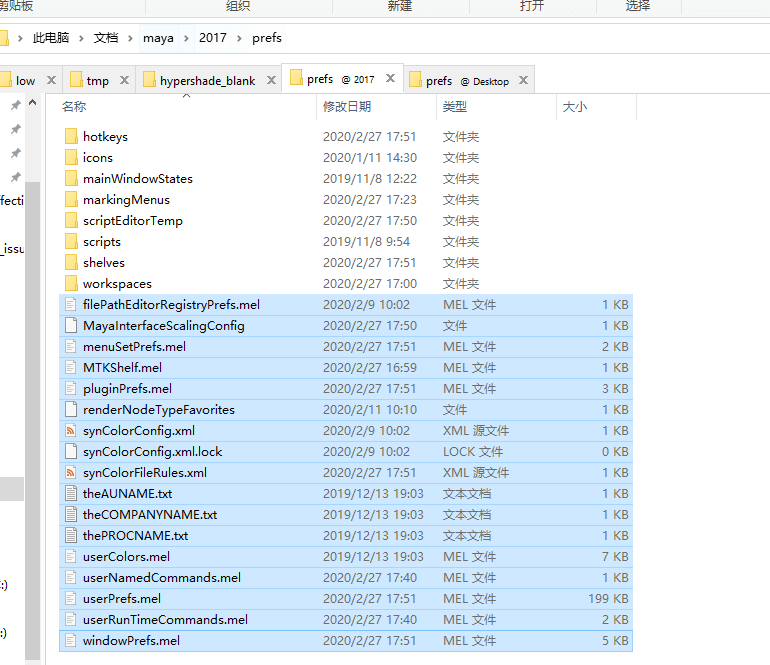 剪贴板 组织 新建 打开 选择
此电脑 文档 maya 2017 prefs
low tmp hypershade_blank prefs @ 2017 prefs @ Desktop
名称 修改日期 类型 大小
hotkeys 2020/2/27 17:51 文件夹
icons 2020/1/11 14:30 文件夹
mainWindowStates 2019/11/8 12:22 文件夹
markingMenus 2020/2/27 17:23 文件夹
fecti
scriptEditorTemp 2020/2/27 17:50 文件夹
scripts 2019/11/8 9:54 文件夹
_issu
shelves 2020/2/27 17:51 文件夹
workspaces 2020/2/27 17:00 文件夹
filePathEditorRegistryPrefs.mel 2020/2/9 10:02 MEL 文件 1 KB
MayaInterfaceScalingConfig 2020/2/27 17:50 文件 1 KB
menuSetPrefs.mel 2020/2/27 17:51 MEL 文件 2 KB
MTKShelf.mel 2020/2/27 16:59 MEL 文件 1 KB
pluginPrefs.mel 2020/2/27 17:51 MEL 文件 3 KB
renderNodeTypeFavorites 2020/2/11 10:10 文件 1 KB
synColorConfig.xml 2020/2/9 10:02 XML 源文件 1 KB
synColorConfig.xml.lock 2020/2/9 10:02 LOCK 文件 0 KB
synColorFileRules.xml 2020/2/27 17:51 XML 源文件 1 KB
theAUNAME.txt 2019/12/13 19:03 文本文档 1 KB
theCOMPANYNAME.txt 2019/12/13 19:03 文本文档 1 KB
thePROCNAME.txt 2019/12/13 19:03 文本文档 1 KB
userColors.mel 2019/12/13 19:03 MEL 文件 7 KB
userNamedCommands.mel 2020/2/27 17:40 MEL 文件 1 KB
:)
userPrefs.mel 2020/2/27 17:51 MEL 文件 199 KB
userRunTimeCommands.mel 2020/2/27 17:40 MEL 文件 2 KB
:)
windowPrefs.mel 2020/2/27 17:51 MEL 文件 5 KB